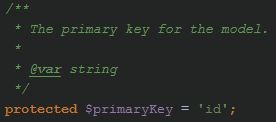 /**
 * The primary key for the model.
 *
 * @var string
 */
protected $primaryKey = 'id';